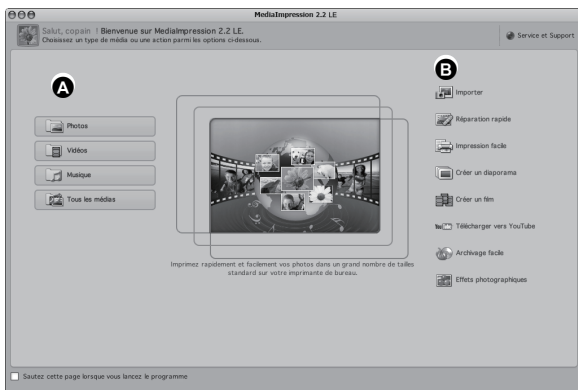 MediaImpression 2.2 LE
Salut, copain ! Bienvenue sur MediaImpression 2.2 LE.
Choisissez un type de média ou une action parmi les options ci-dessous.
Service et Support
A
Photos
Vidéos
Musique
Tous les médias
Imprimez rapidement et facilement vos photos dans un grand nombre de tailles
standard sur votre imprimante de bureau.
B
Importer
Réparation rapide
Impression facile
Créer un diaporama
Créer un film
Télécharger vers YouTube
Archivage facile
Effets photographiques
Sautez cette page lorsque vous lancez le programme